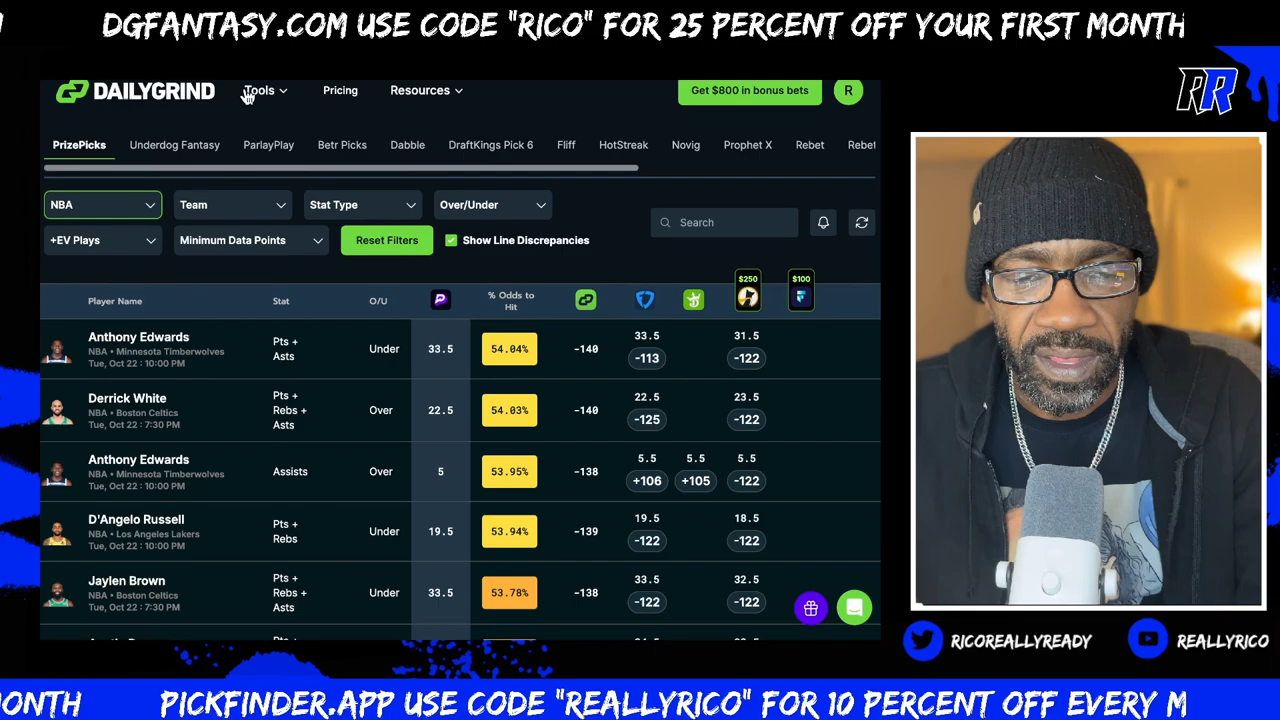 DGFANTASY.COM USE CODE "RICO" FOR 25 PERCENT OFF YOUR FIRST MONTH
RR
DAILYGRIND Tools Pricing Resources Get $800 in bonus bets R
PrizePicks Underdog Fantasy ParlayPlay Betr Picks Dabble DraftKings Pick 6 Fliff HotStreak Novig Prophet X Rebet Rebet
NBA Team Stat Type Over/Under Search
+EV Plays Minimum Data Points Reset Filters Show Line Discrepancies
$250 $100
Player Name Stat O/U P % Odds to
Hit
Anthony Edwards
NBA • Minnesota Timberwolves
Tue, Oct 22 : 10:00 PM
Pts +
Asts
Under 33.5 54.04% -140
33.5 31.5
-113 -122
Derrick White
NBA • Boston Celtics
Tue, Oct 22 : 7:30 PM
Pts +
Rebs +
Asts
Over 22.5 54.03% -140
22.5 23.5
-125 -122
Anthony Edwards
NBA • Minnesota Timberwolves
Tue, Oct 22 : 10:00 PM
Assists Over 5 53.95% -138
5.5 5.5 5.5
+106 +105 -122
D'Angelo Russell
NBA • Los Angeles Lakers
Tue, Oct 22 : 10:00 PM
Pts +
Rebs
Under 19.5 53.94% -139
19.5 18.5
-122 -122
Jaylen Brown
NBA • Boston Celtics
Tue, Oct 22 : 7:30 PM
Pts +
Rebs +
Asts
Under 33.5 53.78% -138
33.5 32.5
-122 -122
RICOREALLYREADY REALLYRICO
ONTH PICKFINDER.APP USE CODE "REALLYRICO" FOR 10 PERCENT OFF EVERY M